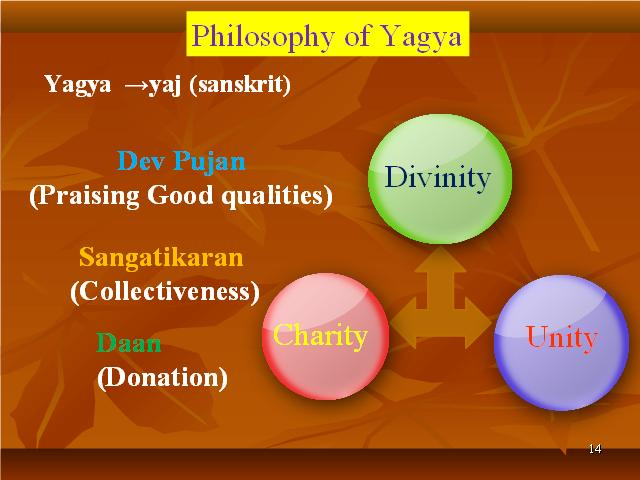 Philosophy of Yagya
Yagya →yaj (sanskrit)
Dev Pujan
(Praising Good qualities)
Sangatikaran
(Collectiveness)
Daan
(Donation)
Divinity
Charity
Unity
14